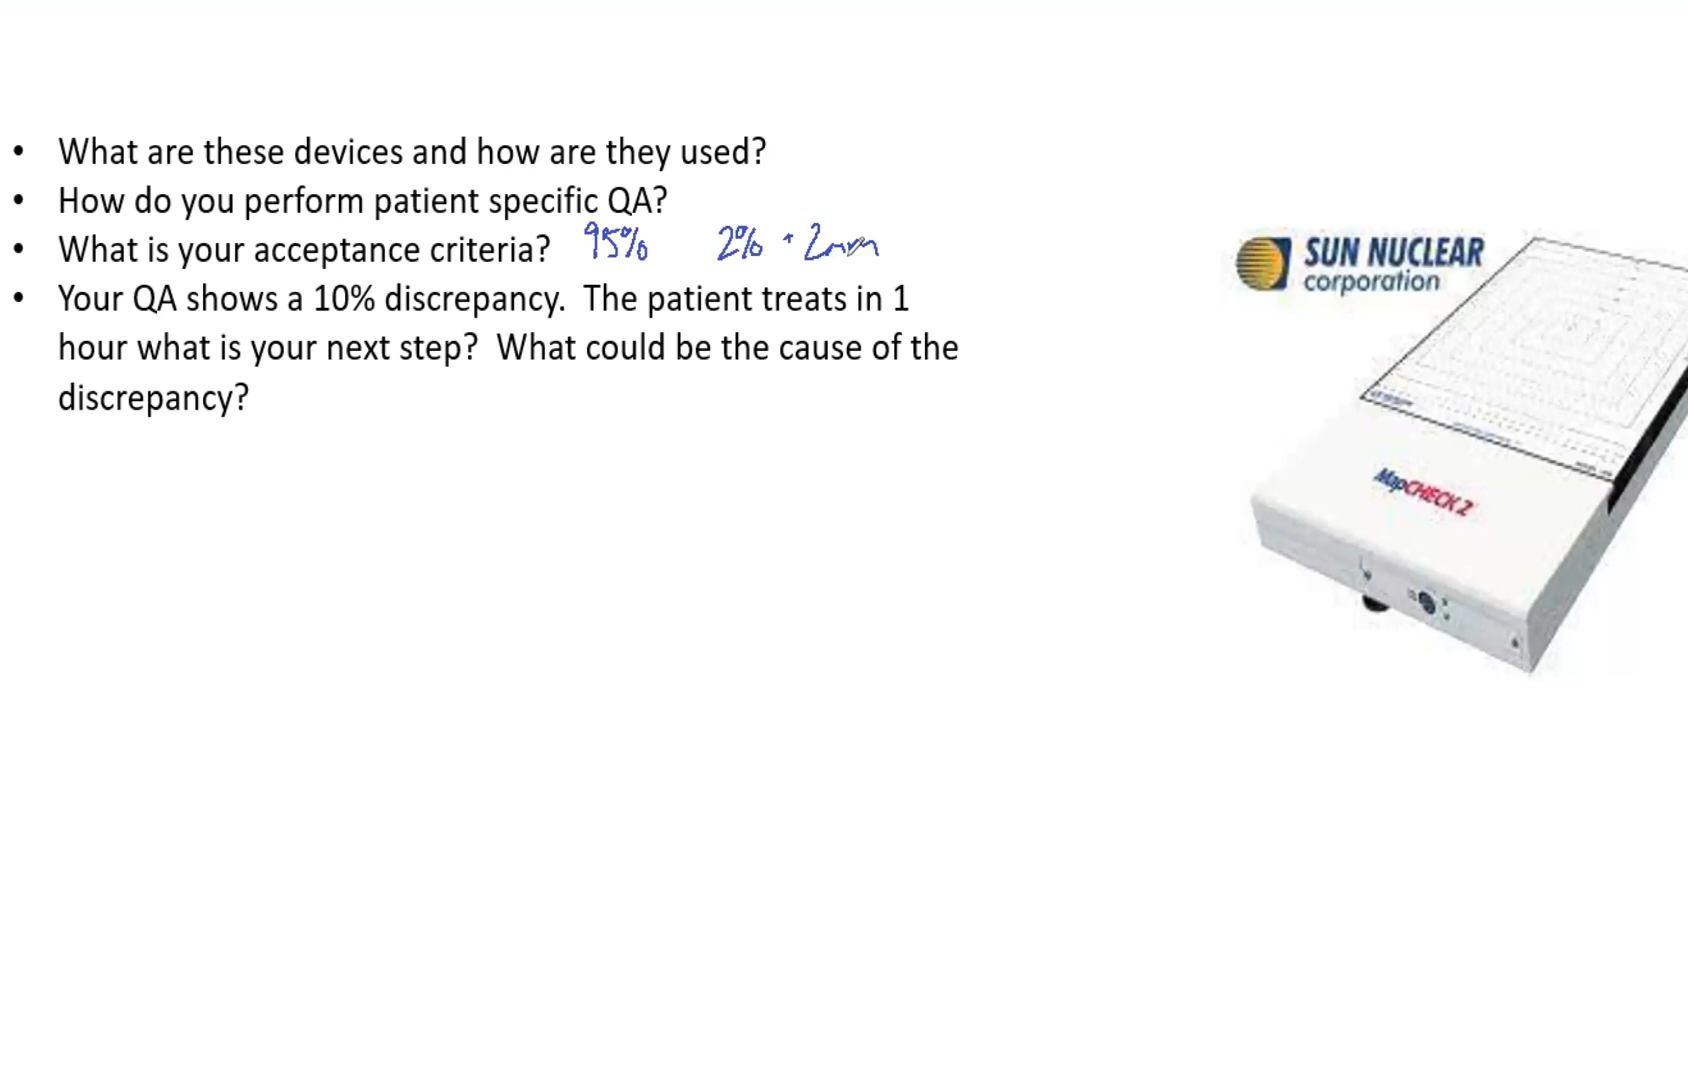 • What are these devices and how are they used?
• How do you perform patient specific QA?
• What is your acceptance criteria? 95% 2% + 2mm
• Your QA shows a 10% discrepancy. The patient treats in 1
hour what is your next step? What could be the cause of the
discrepancy?
SUN NUCLEAR
corporation
MapCHECK 2